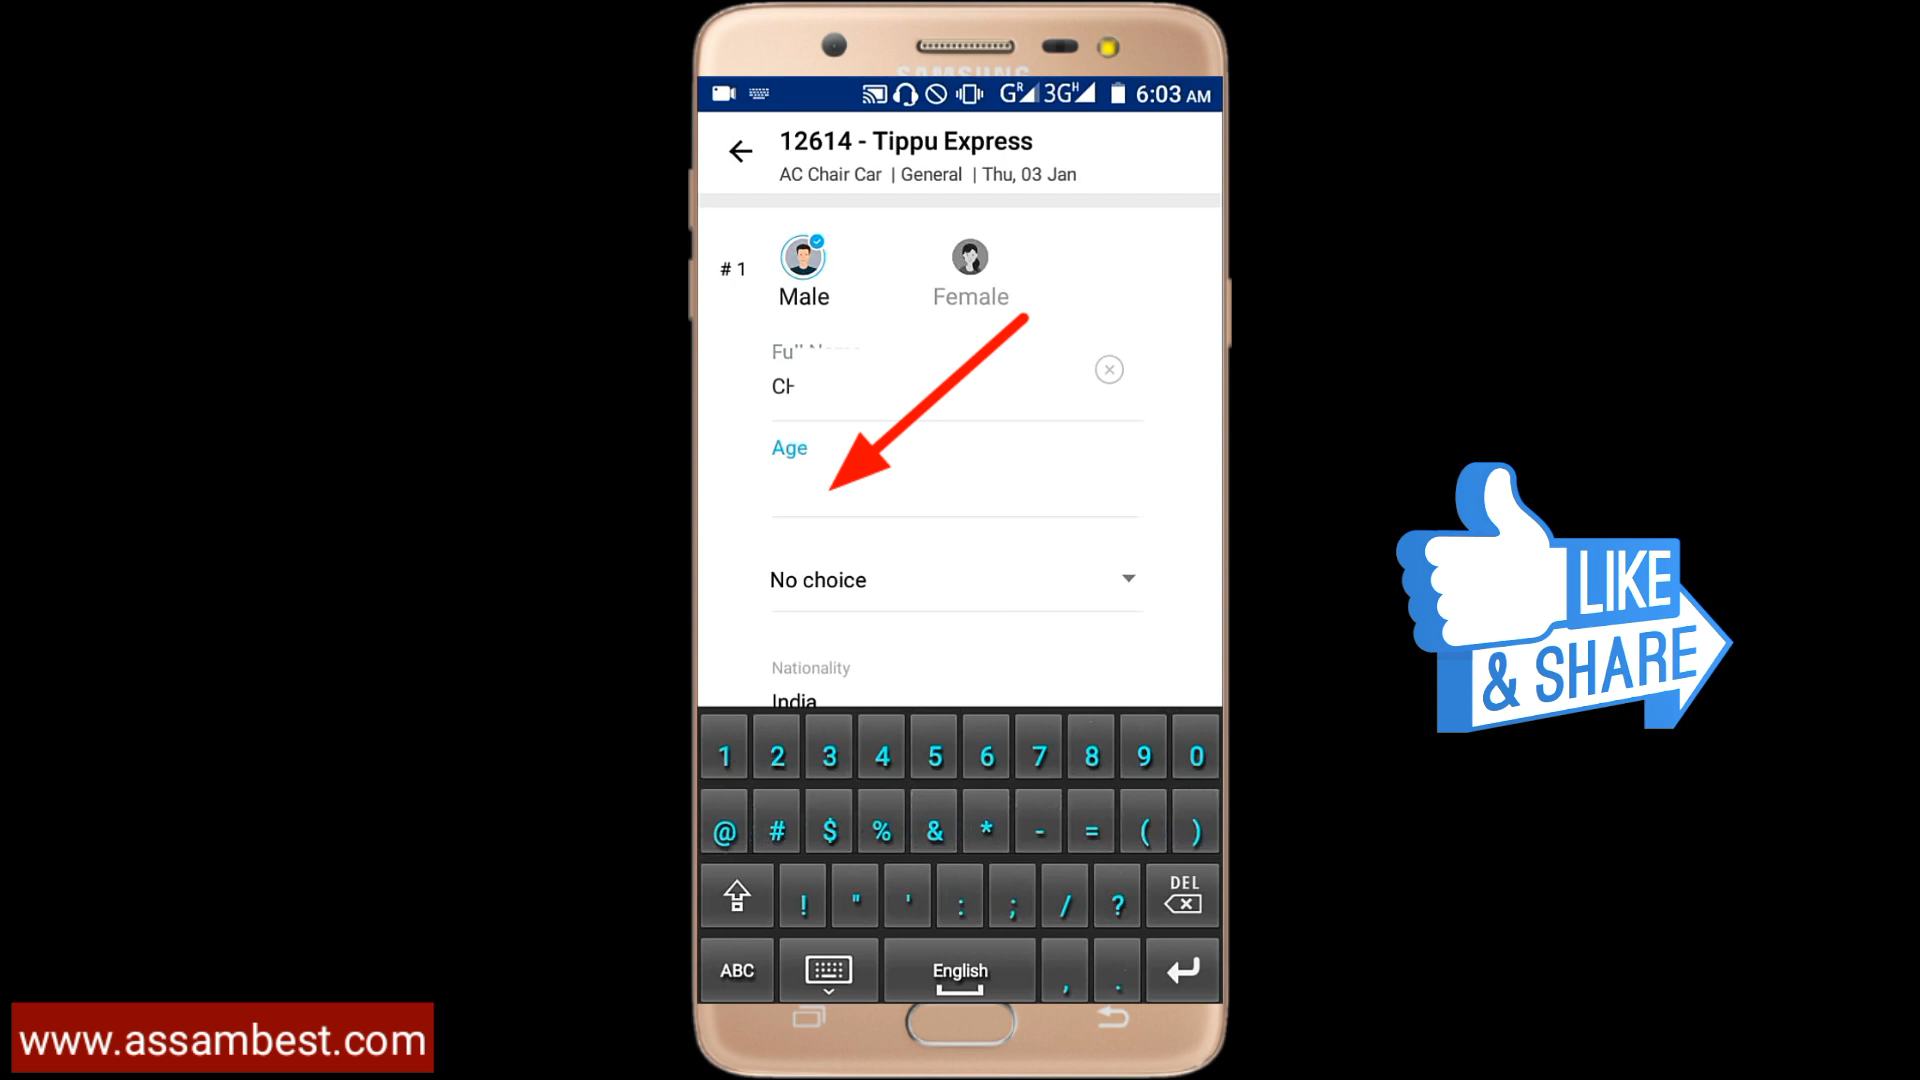 SAMSUNG
6:03 AM
12614 - Tippu Express
AC Chair Car | General | Thu, 03 Jan
# 1
Male
Female
Age
No choice
Nationality
India
1 2 3 4 5 6 7 8 9 0
@ # $ % & * - = ( )
! " ' : ; / ? DEL
ABC English , .
LIKE
& SHARE
www.assambest.com